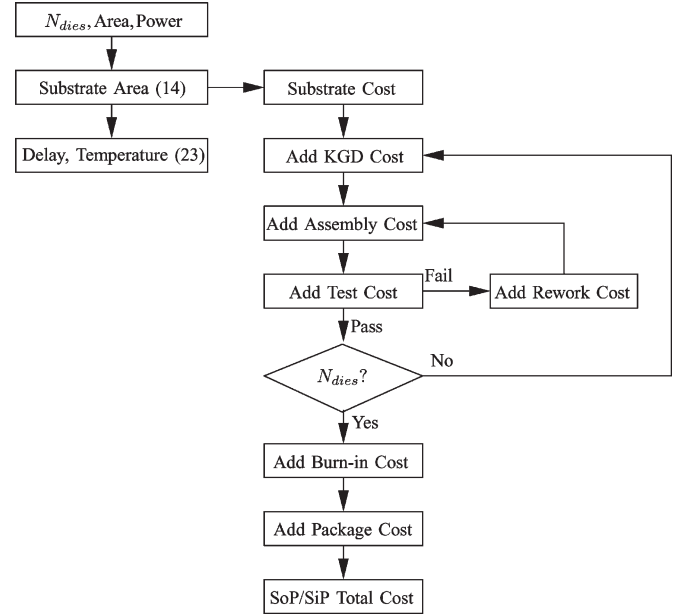 N_dies, Area, Power
Substrate Area (14)
Substrate Cost
Delay, Temperature (23)
Add KGD Cost
Add Assembly Cost
Add Test Cost
Fail
Add Rework Cost
Pass
N_dies?
No
Yes
Add Burn-in Cost
Add Package Cost
SoP/SiP Total Cost